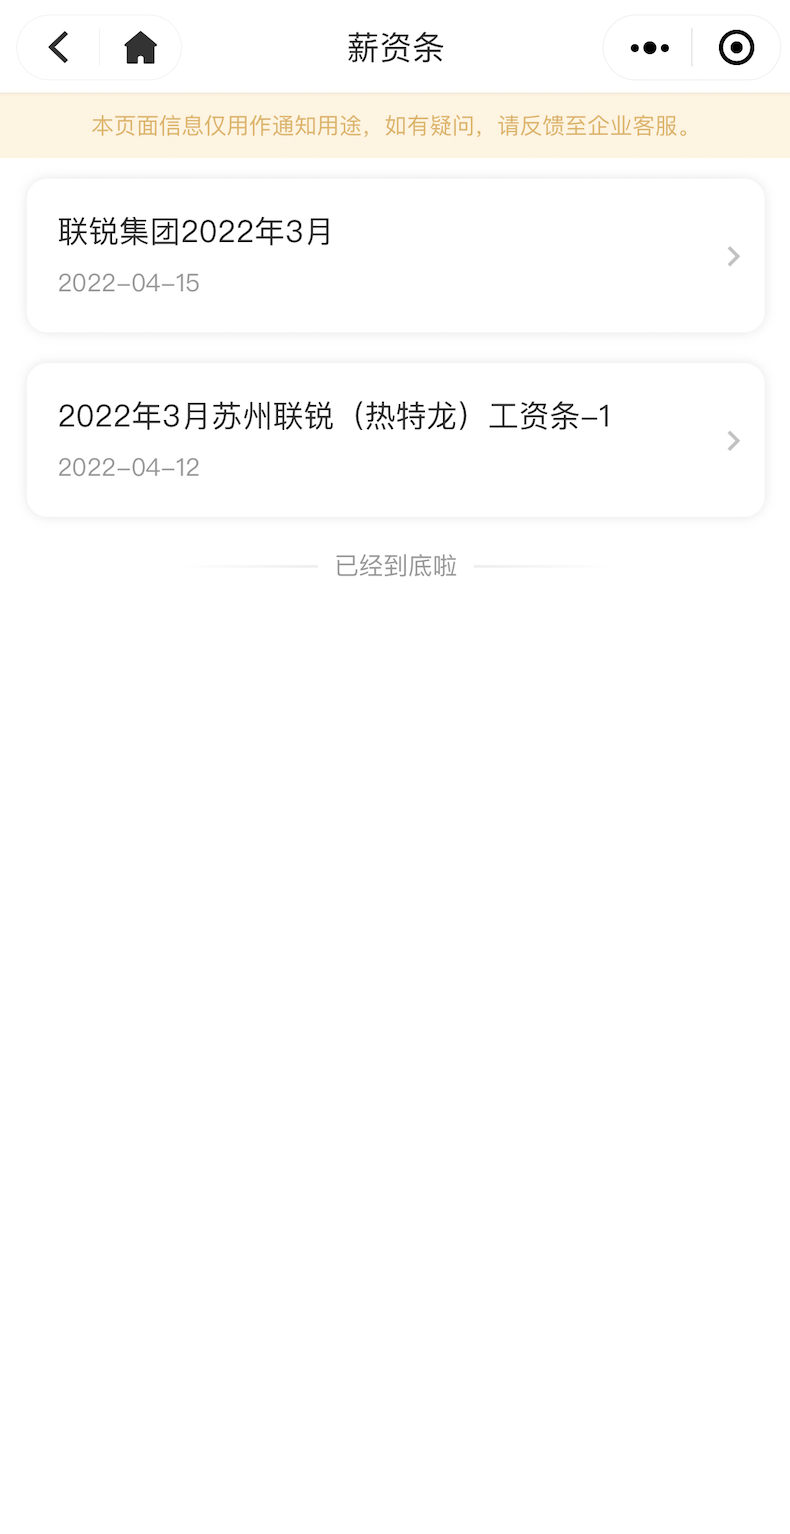 薪资条
本页面信息仅用作通知用途，如有疑问，请反馈至企业客服。
联锐集团2022年3月
2022-04-15
2022年3月苏州联锐（热特龙）工资条-1
2022-04-12
已经到底啦